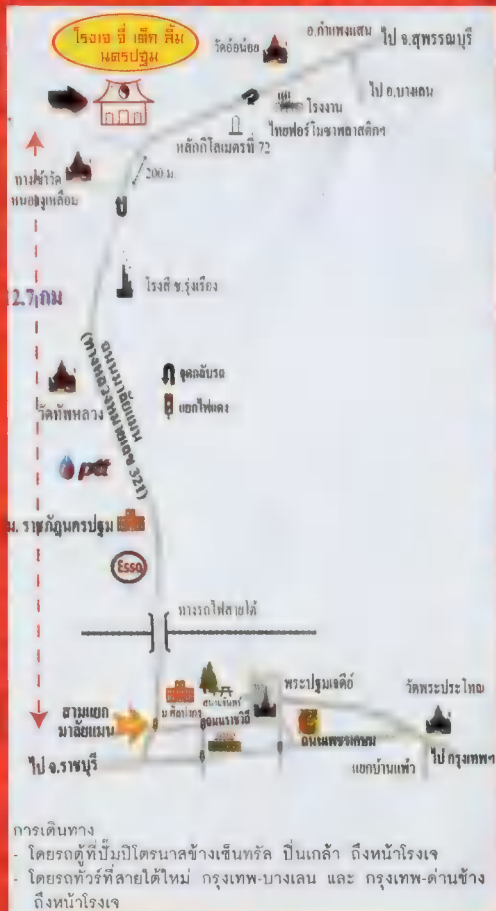 โรงเจ จี่ เต็ก ลิ้ม
นครปฐม
วัดอ้อน้อย
อ.กำแพงแสน
ไป จ.สุพรรณบุรี
ไป อ.บางเลน
โรงงาน
ไทยฟอร์โมซาพลาสติกฯ
หลักกิโลเมตรที่ 72
200 ม.
ทางเข้าวัด
หนองงูเหลือม
โรงสี ช.รุ่งเรือง
12.7 กม
ถนนมาลัยแมน
(ทางหลวงหมายเลข 321)
จุดกลับรถ
แยกไฟแดง
วัดทัพหลวง
ptt
ม. ราชภัฏนครปฐม
Esso
ทางรถไฟสายใต้
ม.ศิลปากร
สนามจันทร์
พระปฐมเจดีย์
วัดพระประโทณ
สามแยก
มาลัยแมน
ถนนราชวิถี
ถนนเพชรเกษม
ไป กรุงเทพฯ
ไป จ.ราชบุรี
แยกบ้านแพ้ว
การเดินทาง
- โดยรถตู้ที่ปั๊มปิโตรนาสข้างเซ็นทรัล ปิ่นเกล้า ถึงหน้าโรงเจ
- โดยรถทัวร์ที่สายใต้ใหม่ กรุงเทพ-บางเลน และ กรุงเทพ-ด่านช้าง
ถึงหน้าโรงเจ